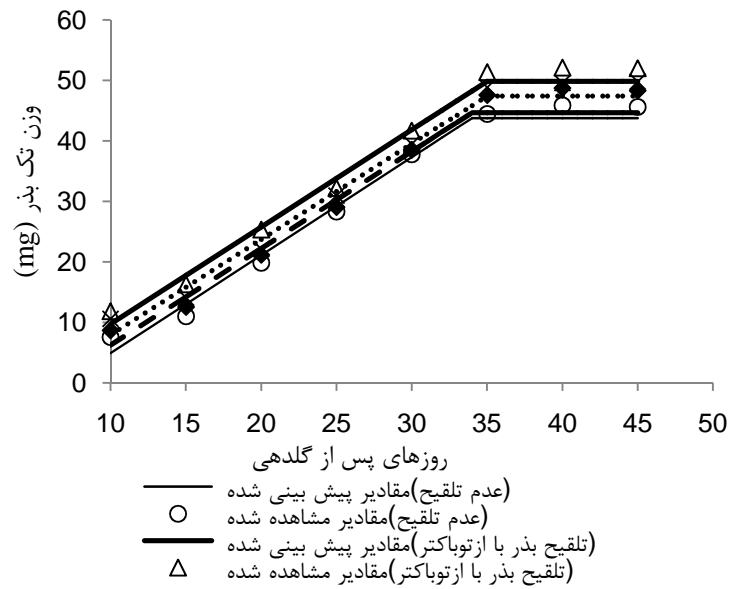 60
50
40
30
20
10
0
وزن تک بذر (mg)
10 15 20 25 30 35 40 45 50
روزهای پس از گلدهی
(عدم تلقیح)مقادیر پیش بینی شده
(عدم تلقیح)مقادیر مشاهده شده
(تلقیح بذر با ازتوباکتر)مقادیر پیش بینی شده
(تلقیح بذر با ازتوباکتر)مقادیر مشاهده شده